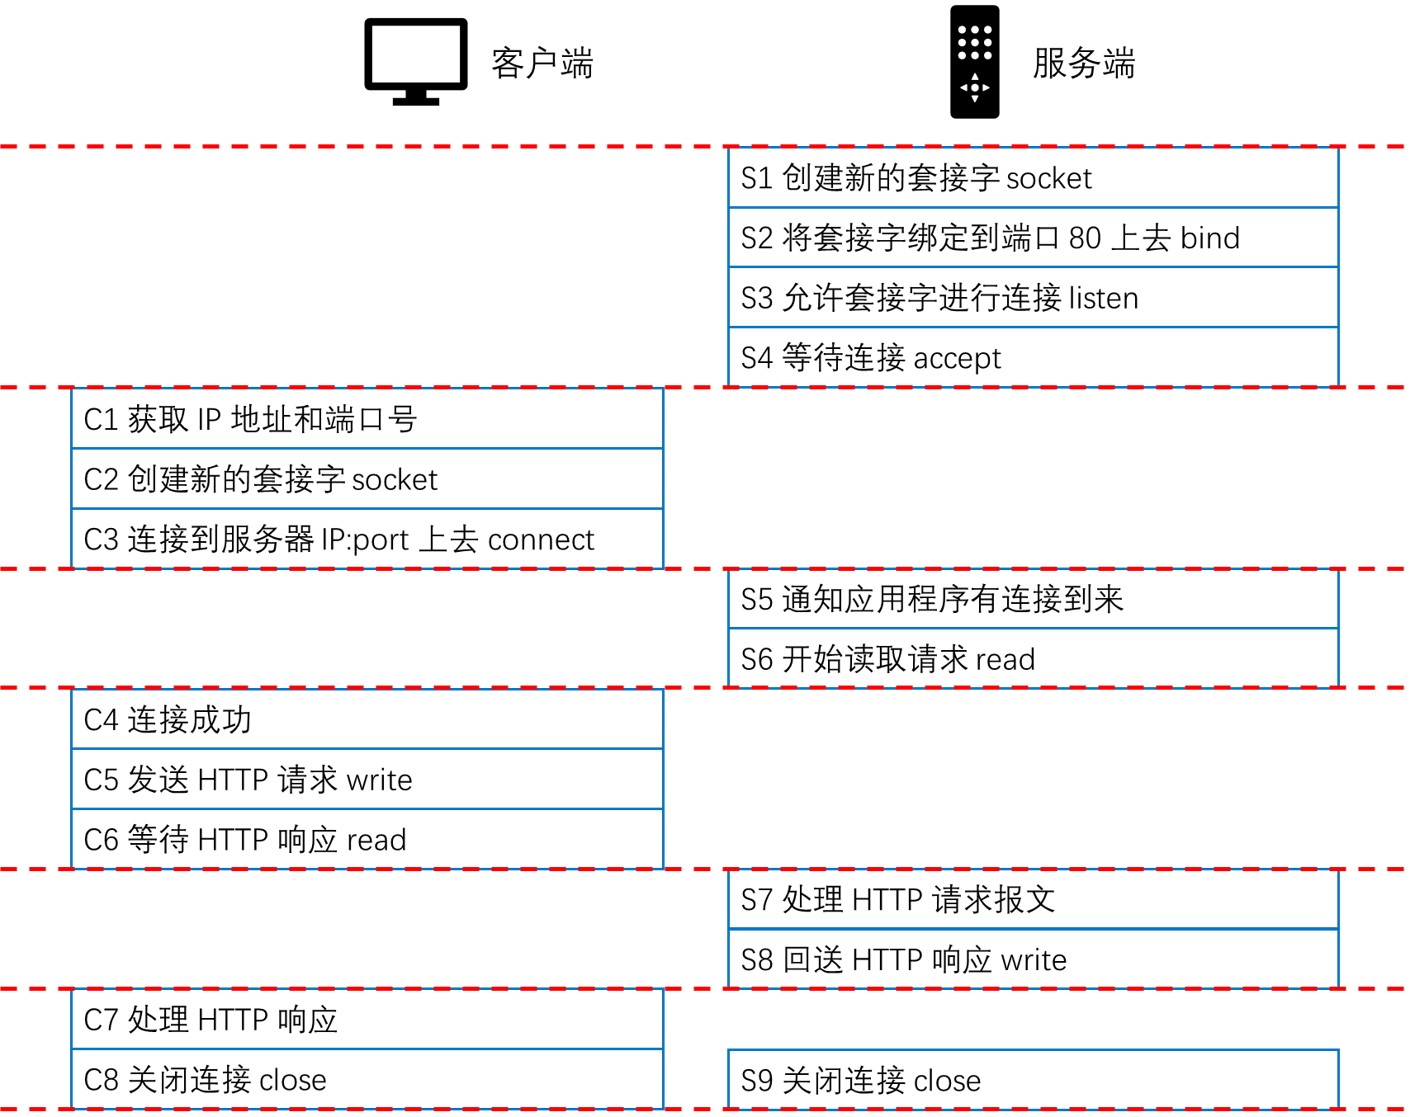 客户端
服务端
S1 创建新的套接字 socket
S2 将套接字绑定到端口 80 上去 bind
S3 允许套接字进行连接 listen
S4 等待连接 accept
C1 获取 IP 地址和端口号
C2 创建新的套接字 socket
C3 连接到服务器 IP:port 上去 connect
S5 通知应用程序有连接到来
S6 开始读取请求 read
C4 连接成功
C5 发送 HTTP 请求 write
C6 等待 HTTP 响应 read
S7 处理 HTTP 请求报文
S8 回送 HTTP 响应 write
C7 处理 HTTP 响应
C8 关闭连接 close
S9 关闭连接 close